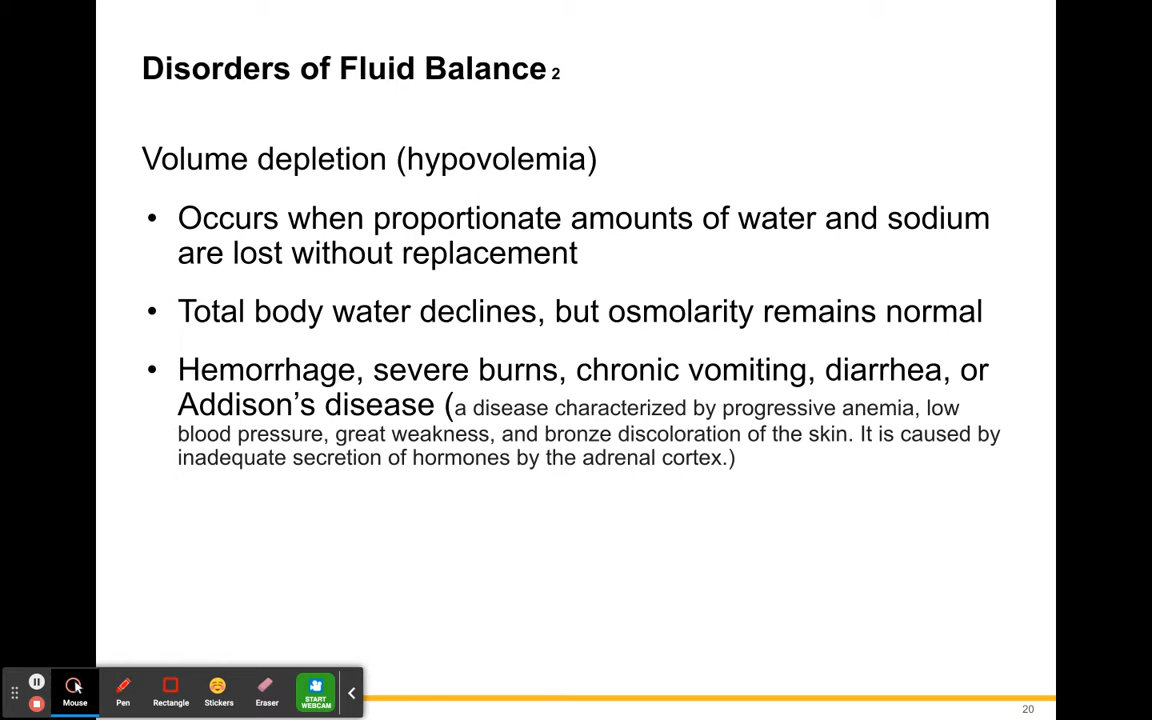 Disorders of Fluid Balance 2
Volume depletion (hypovolemia)
• Occurs when proportionate amounts of water and sodium
are lost without replacement
• Total body water declines, but osmolarity remains normal
• Hemorrhage, severe burns, chronic vomiting, diarrhea, or
Addison’s disease (a disease characterized by progressive anemia, low
blood pressure, great weakness, and bronze discoloration of the skin. It is caused by
inadequate secretion of hormones by the adrenal cortex.)
Mouse
Pen
Rectangle
Stickers
Eraser
START
WEBCAM
20